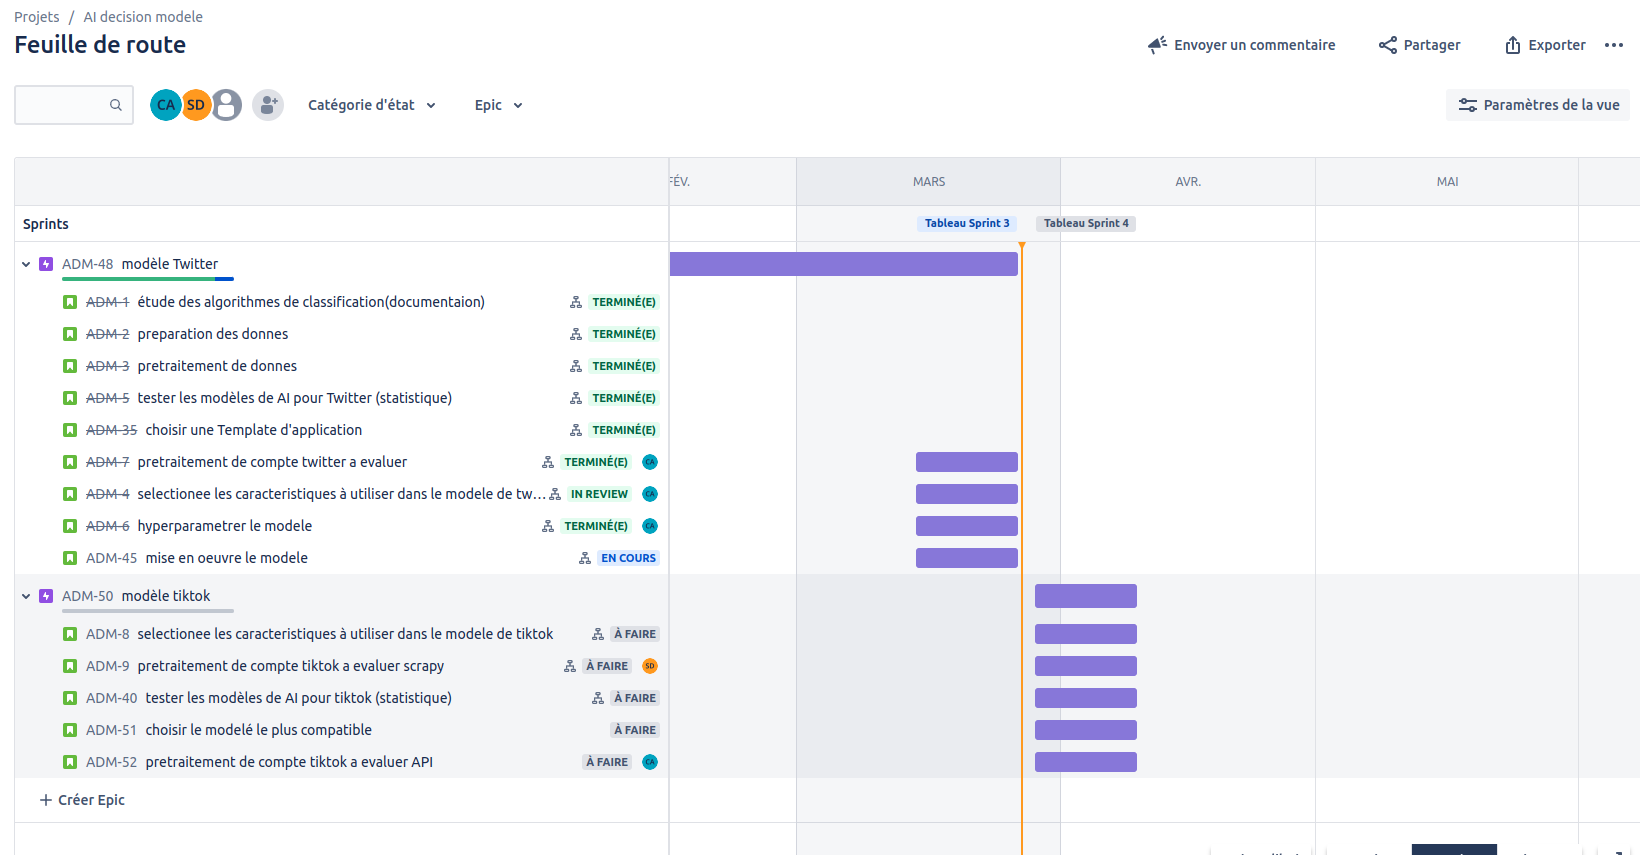 Projets / AI decision modele
Feuille de route
Envoyer un commentaire
Partager
Exporter
CA SD
Catégorie d'état
Epic
Paramètres de la vue
FÉV. MARS AVR. MAI
Sprints
Tableau Sprint 3 Tableau Sprint 4
ADM-48 modèle Twitter
ADM-1 étude des algorithmes de classification(documentaion) TERMINÉ(E)
ADM-2 preparation des donnes TERMINÉ(E)
ADM-3 pretraitement de donnes TERMINÉ(E)
ADM-5 tester les modèles de AI pour Twitter (statistique) TERMINÉ(E)
ADM-35 choisir une Template d'application TERMINÉ(E)
ADM-7 pretraitement de compte twitter a evaluer TERMINÉ(E) CA
ADM-4 selectionee les caracteristiques à utiliser dans le modele de tw... IN REVIEW CA
ADM-6 hyperparametrer le modele TERMINÉ(E) CA
ADM-45 mise en oeuvre le modele EN COURS
ADM-50 modèle tiktok
ADM-8 selectionee les caracteristiques à utiliser dans le modele de tiktok À FAIRE
ADM-9 pretraitement de compte tiktok a evaluer scrapy À FAIRE SD
ADM-40 tester les modèles de AI pour tiktok (statistique) À FAIRE
ADM-51 choisir le modelé le plus compatible À FAIRE
ADM-52 pretraitement de compte tiktok a evaluer API À FAIRE CA
+ Créer Epic